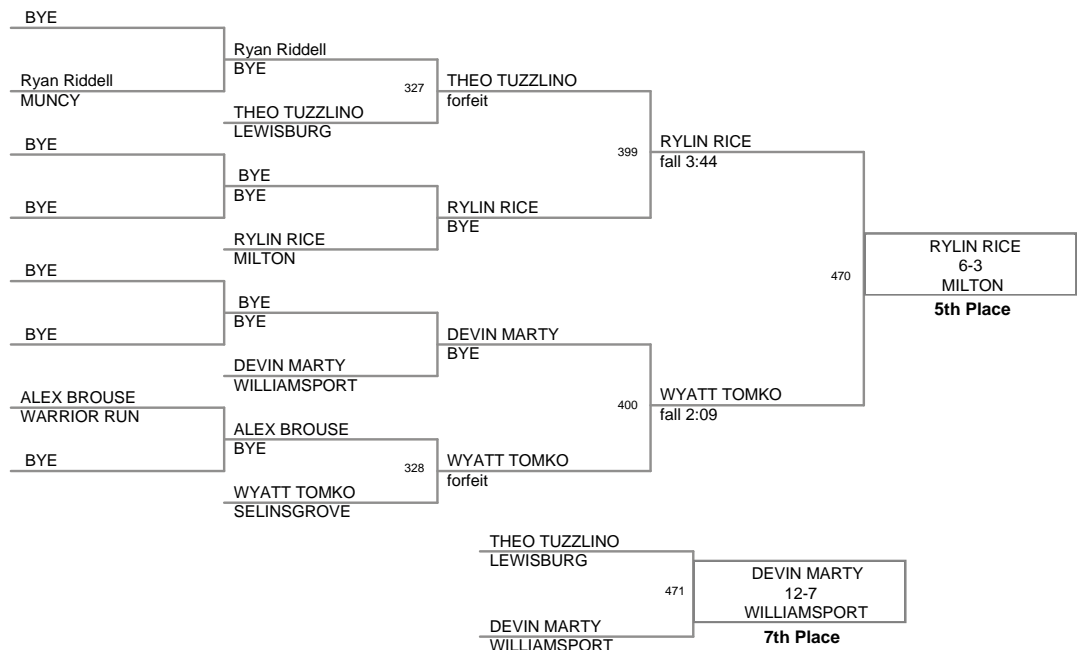 BYE
Ryan Riddell
BYE
Ryan Riddell
MUNCY
327
THEO TUZZLINO
forfeit
THEO TUZZLINO
LEWISBURG
BYE
399
RYLIN RICE
fall 3:44
BYE
BYE
BYE
RYLIN RICE
BYE
RYLIN RICE
MILTON
RYLIN RICE
6-3
MILTON
5th Place
470
BYE
BYE
BYE
BYE
DEVIN MARTY
BYE
DEVIN MARTY
WILLIAMSPORT
400
WYATT TOMKO
fall 2:09
ALEX BROUSE
WARRIOR RUN
ALEX BROUSE
BYE
BYE
328
WYATT TOMKO
forfeit
WYATT TOMKO
SELINSGROVE
THEO TUZZLINO
LEWISBURG
471
DEVIN MARTY
12-7
WILLIAMSPORT
7th Place
DEVIN MARTY
WILLIAMSPORT